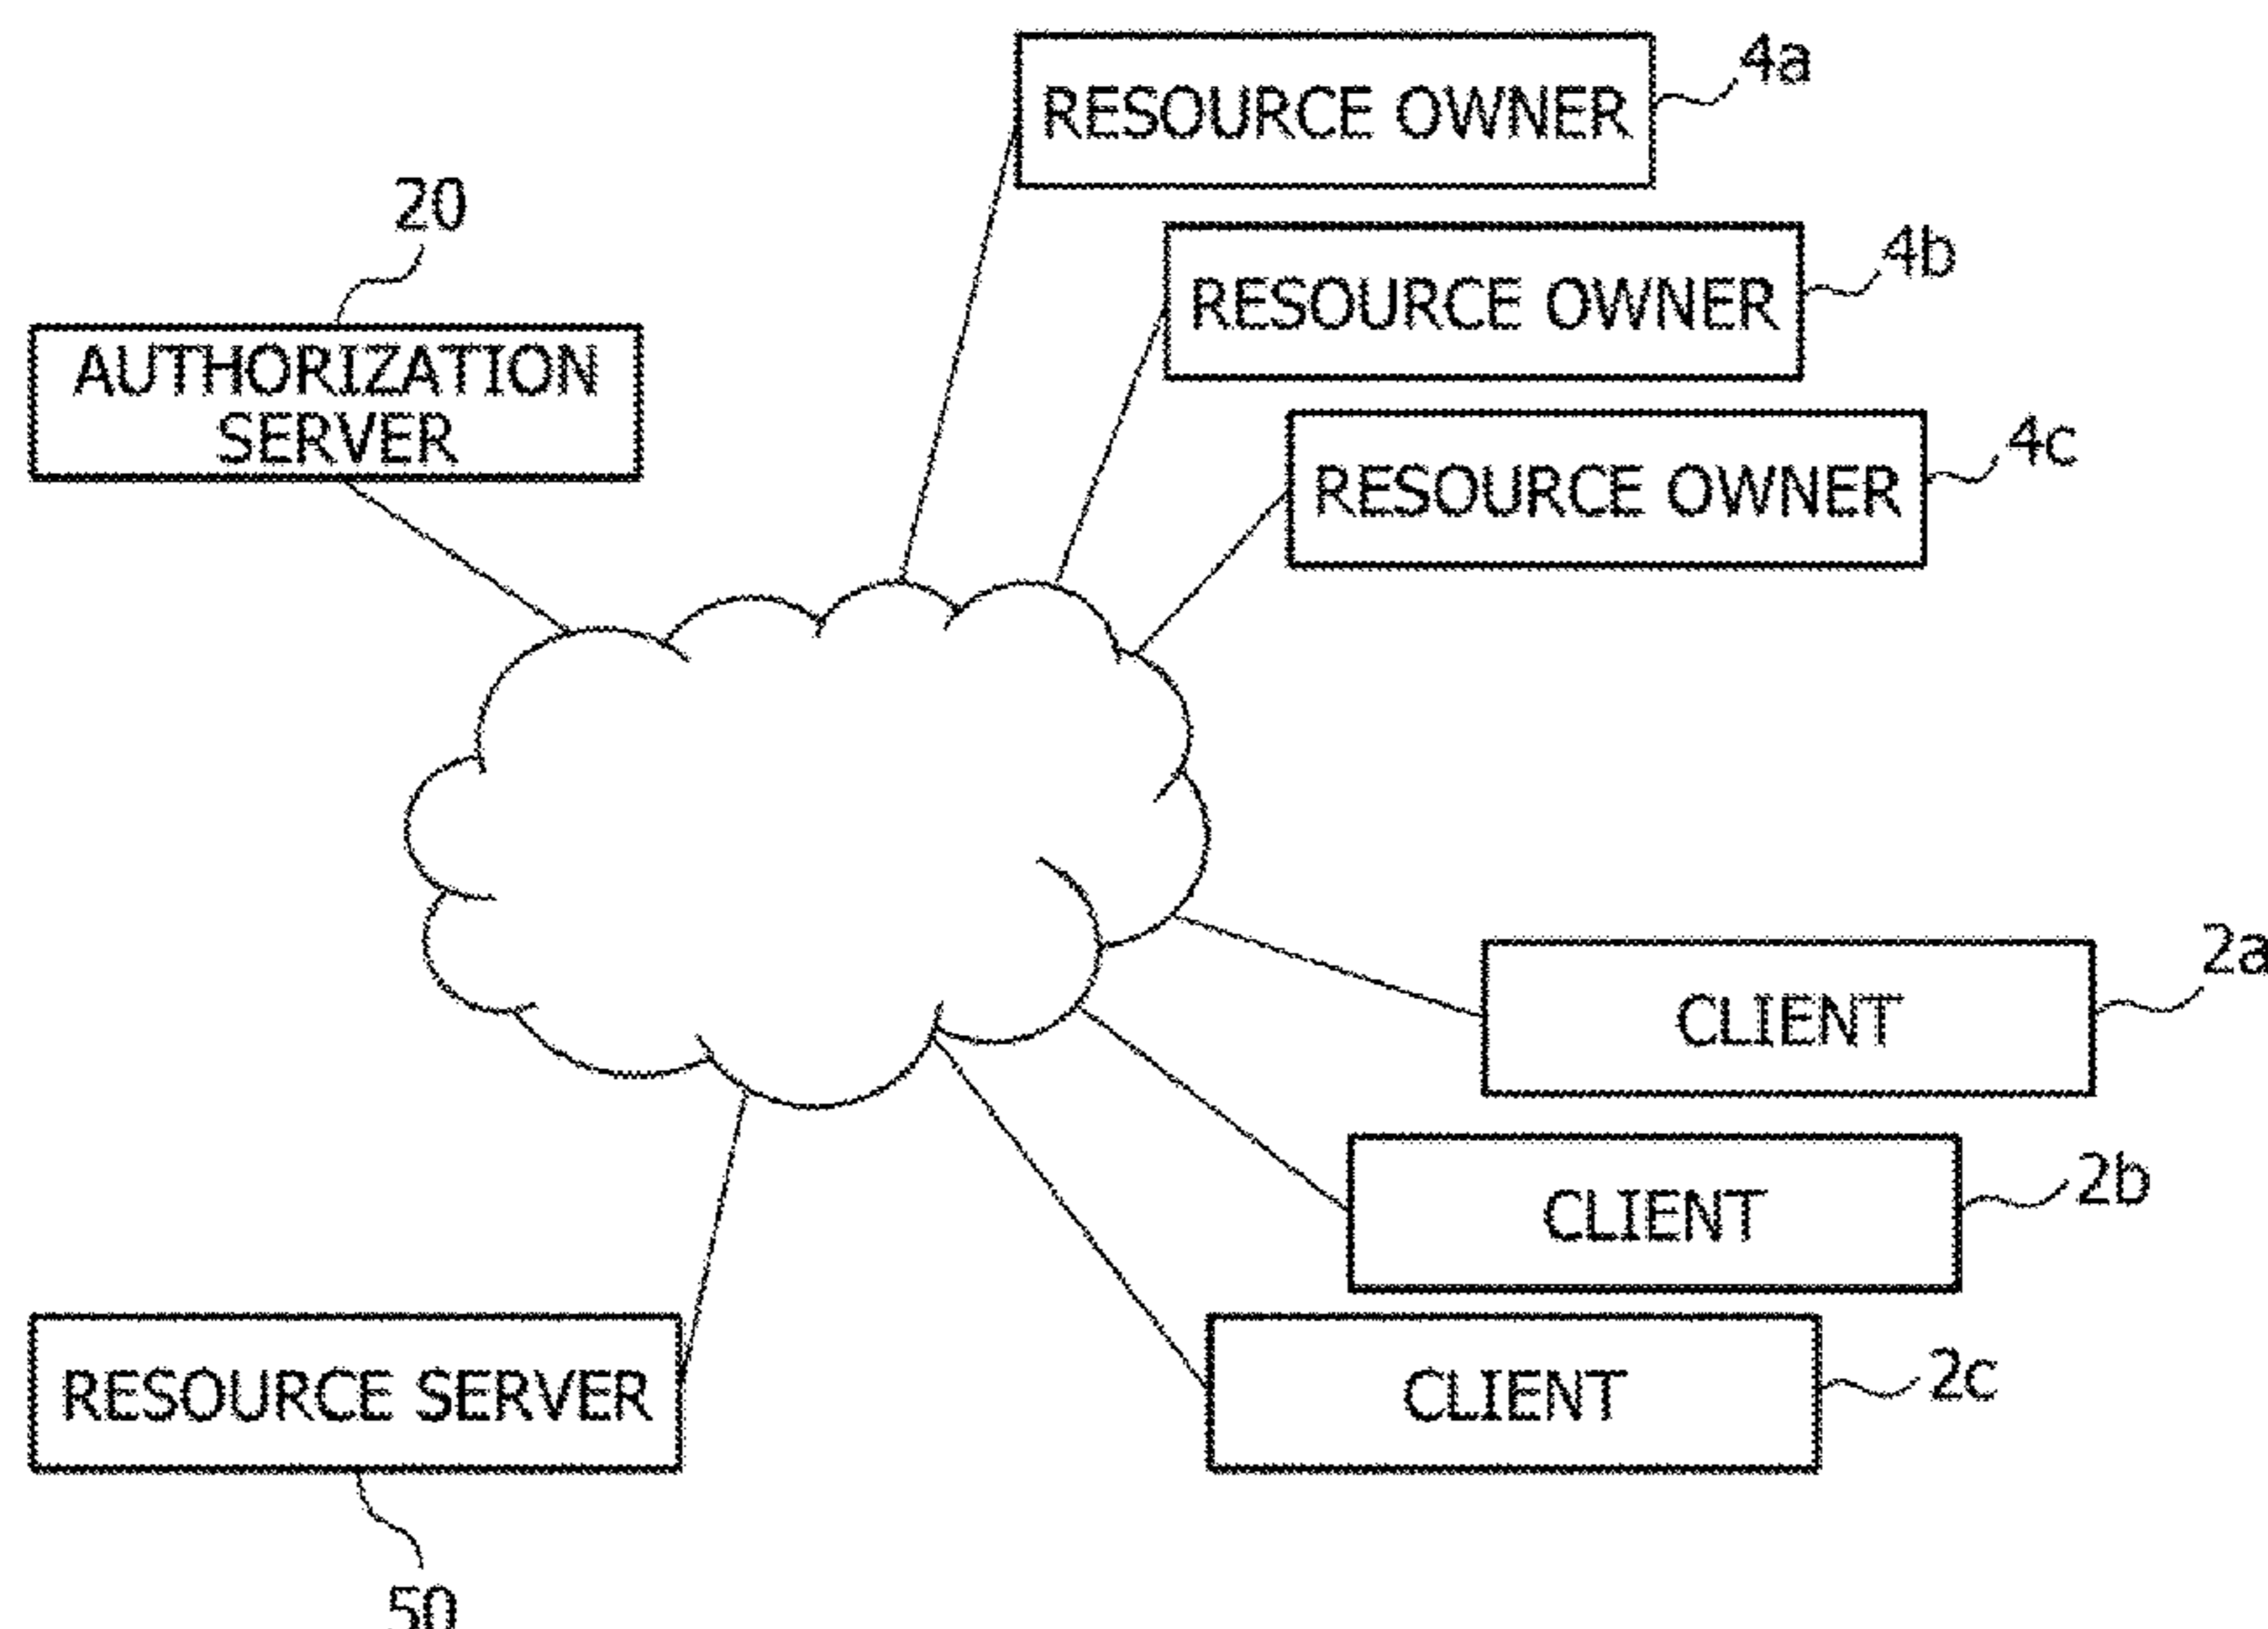 RESOURCE OWNER
4a
RESOURCE OWNER
4b
RESOURCE OWNER
4c
20
AUTHORIZATION
SERVER
CLIENT
2a
CLIENT
2b
CLIENT
2c
RESOURCE SERVER
50